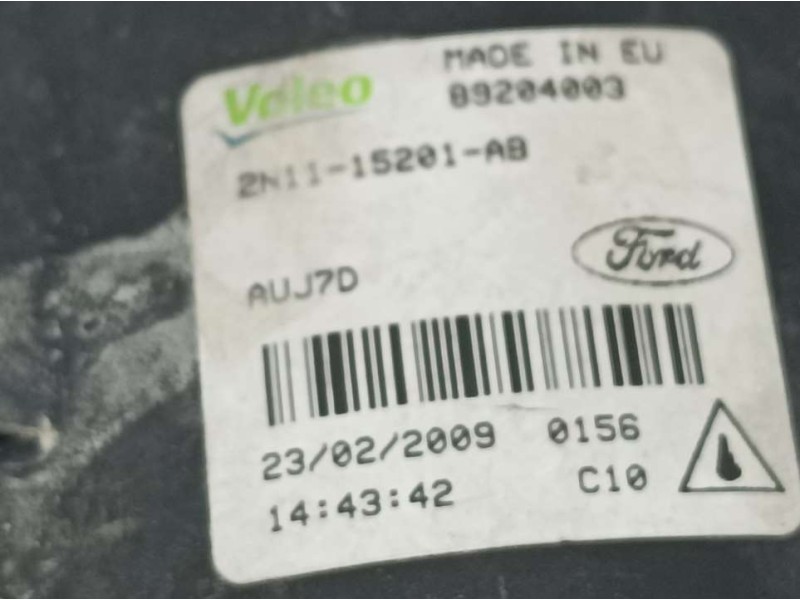 Valeo
MADE IN EU
89204003
2N11-15201-AB
Ford
AUJ7D
23/02/2009 0156
14:43:42 C10